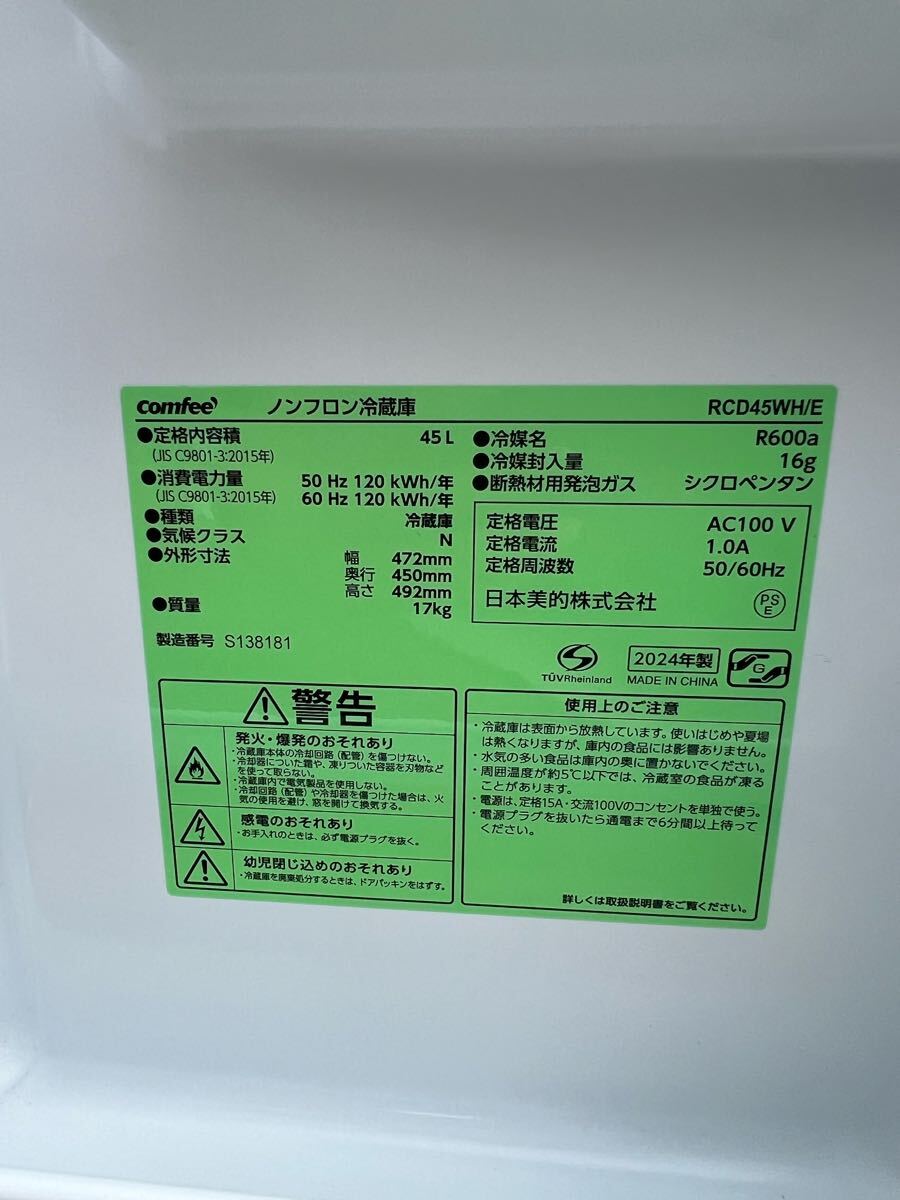 comfee' ノンフロン冷蔵庫 RCD45WH/E
●定格内容積 45 L
(JIS C9801-3:2015年)
●消費電力量 50 Hz 120 kWh/年
(JIS C9801-3:2015年) 60 Hz 120 kWh/年
●種類 冷蔵庫
●気候クラス N
●外形寸法 幅 472mm
奥行 450mm
高さ 492mm
●質量 17kg
製造番号 S138181
●冷媒名 R600a
●冷媒封入量 16g
●断熱材用発泡ガス シクロペンタン
定格電圧 AC100 V
定格電流 1.0A
定格周波数 50/60Hz
日本美的株式会社 PS E
TÜVRheinland
2024年製
MADE IN CHINA
G
警告
発火・爆発のおそれあり
・冷蔵庫本体の冷却回路(配管)を傷つけない。
・冷却器についた霜や、凍りついた容器を刃物など
を使って取らない。
・冷蔵庫内で電気製品を使用しない。
・冷却回路(配管)や冷却器を傷つけた場合は、火
気の使用を避け、窓を開けて換気する。
感電のおそれあり
・お手入れのときは、必ず電源プラグを抜く。
幼児閉じ込めのおそれあり
・冷蔵庫を廃棄処分するときは、ドアパッキンをはずす。
使用上のご注意
・冷蔵庫は表面から放熱しています。使いはじめや夏場
は熱くなりますが、庫内の食品には影響ありません。
・水気の多い食品は庫内の奥に置かないでください。
・周囲温度が約5℃以下では、冷蔵室の食品が凍る
ことがあります。
・電源は、定格15A・交流100Vのコンセントを単独で使う。
・電源プラグを抜いたら通電まで6分間以上待って
ください。
詳しくは取扱説明書をご覧ください。